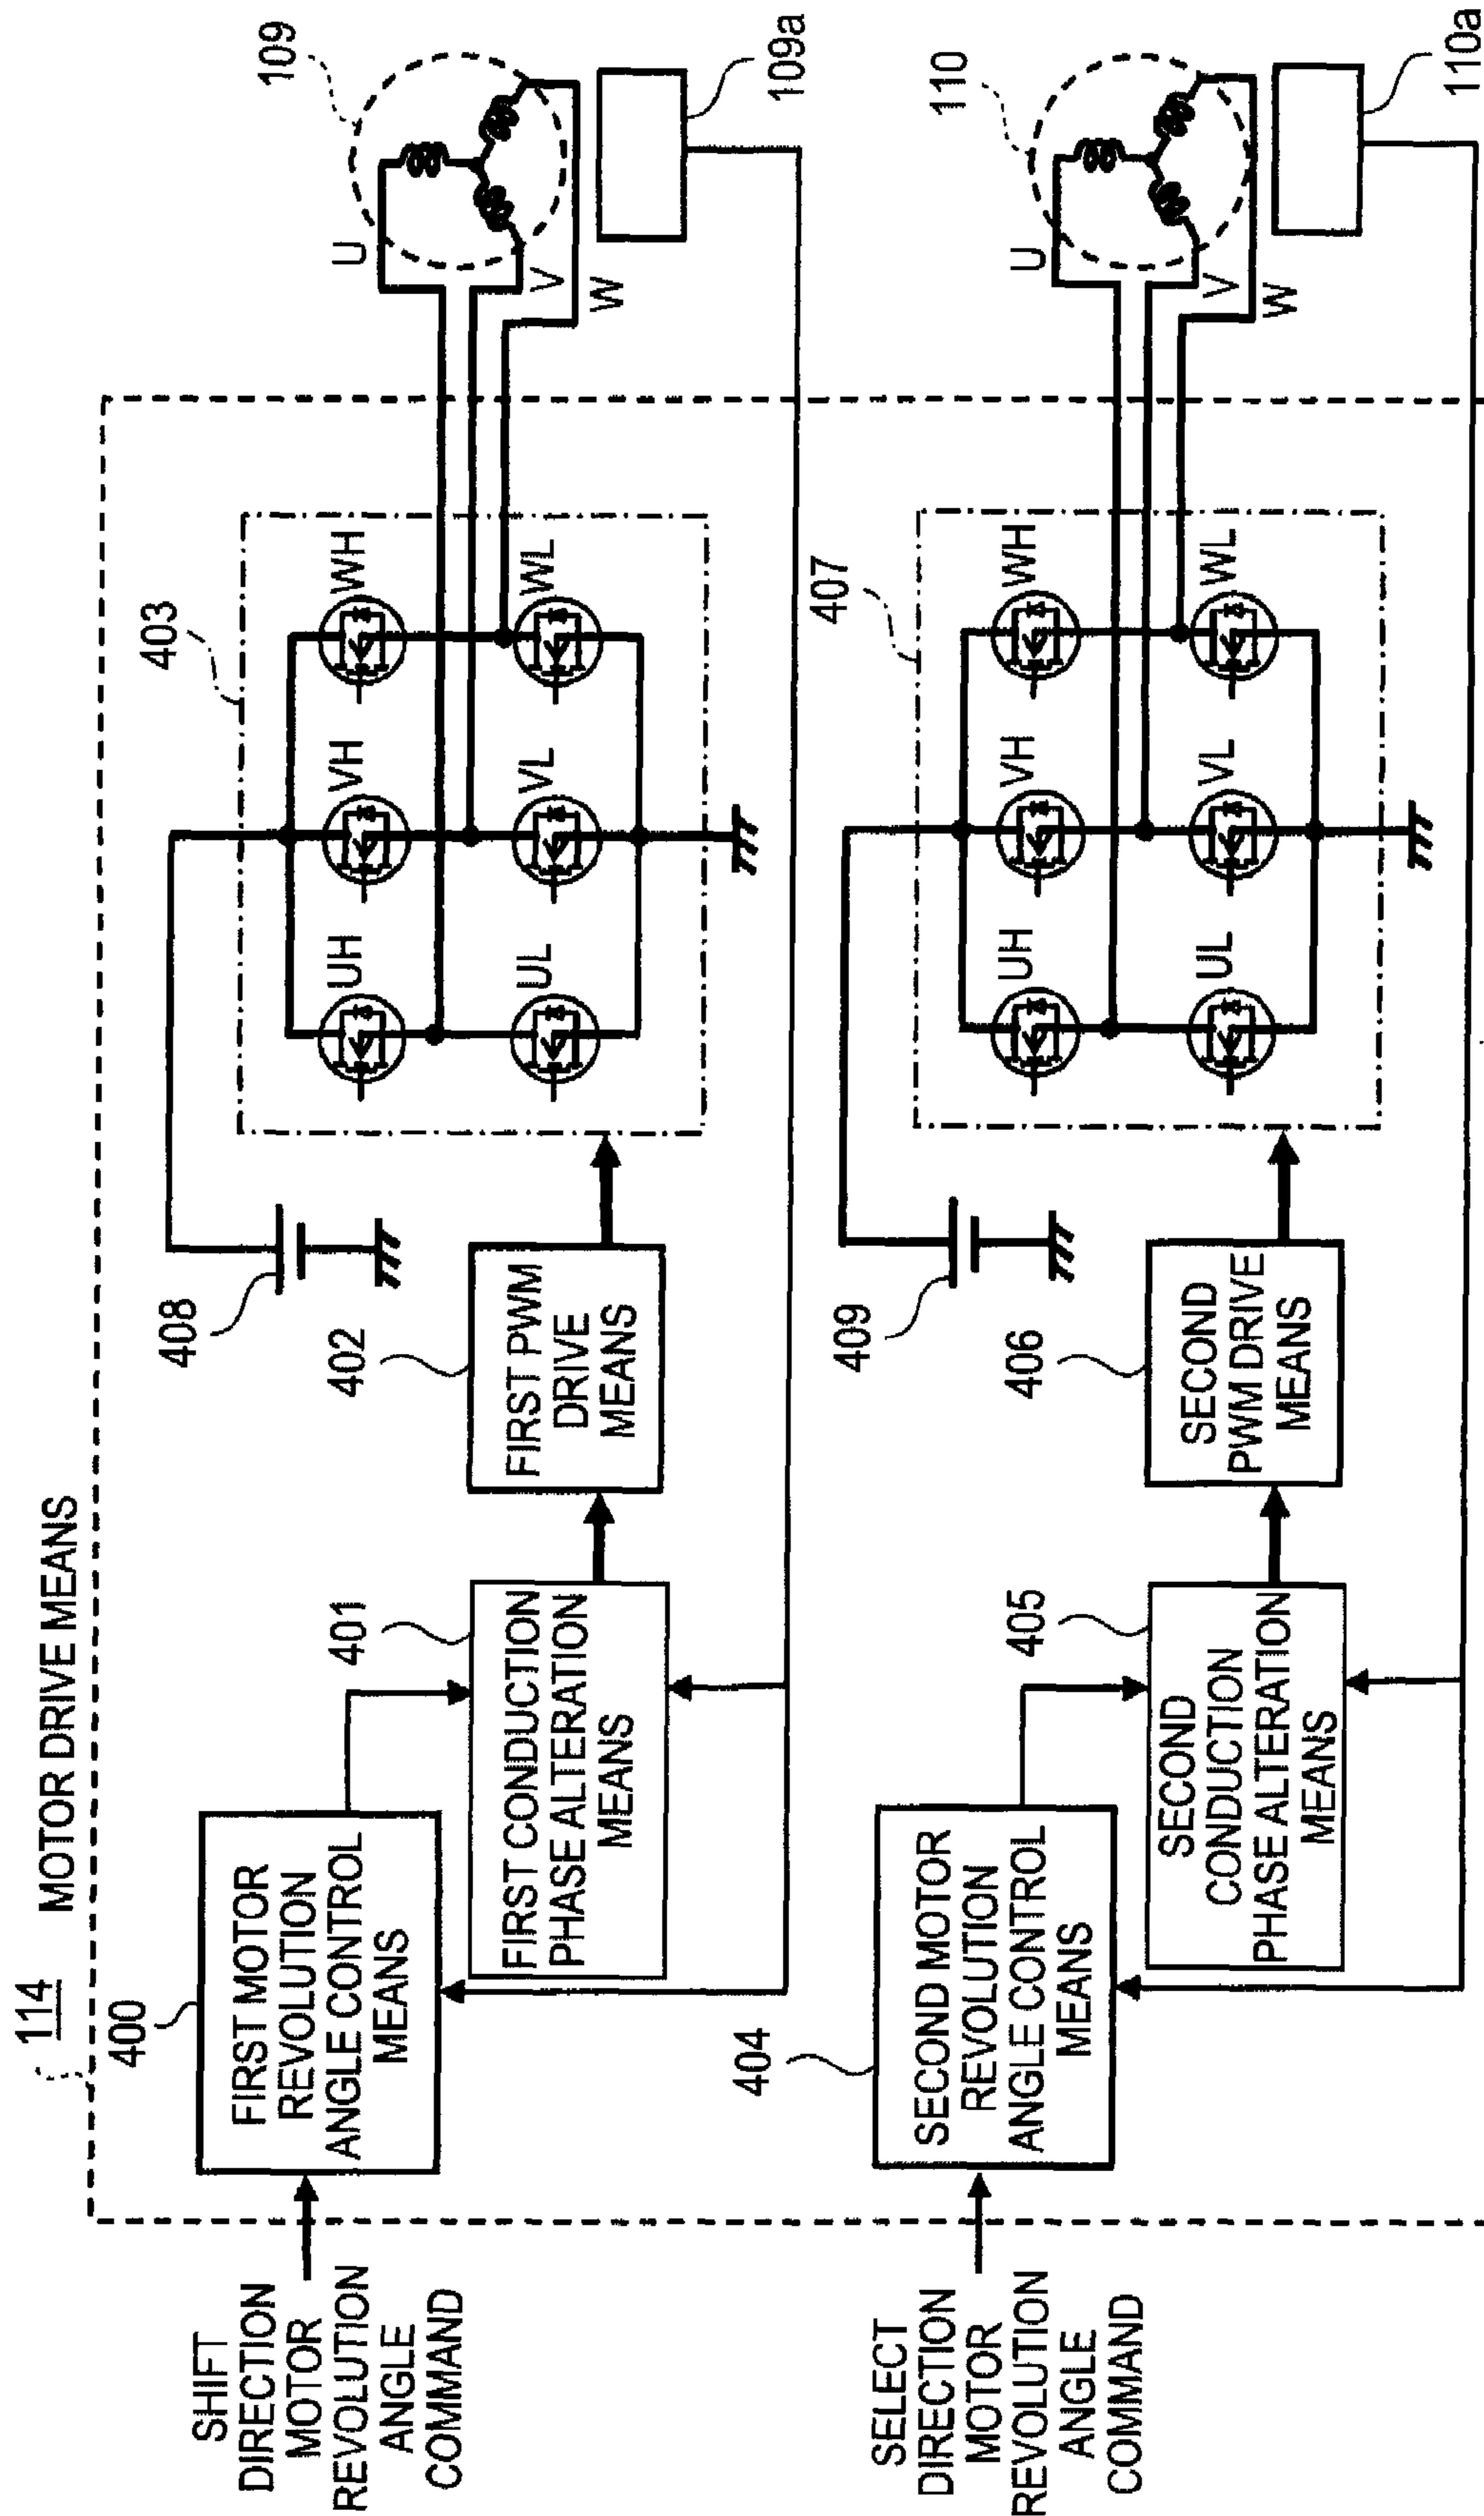 114
MOTOR DRIVE MEANS
400
FIRST MOTOR
REVOLUTION
ANGLE CONTROL
MEANS
SHIFT
DIRECTION
MOTOR
REVOLUTION
ANGLE
COMMAND
401
FIRST CONDUCTION
PHASE ALTERATION
MEANS
402
FIRST PWM
DRIVE
MEANS
408
403
UH
VH
WH
UL
VL
WL
109
U
V
W
109a
404
SECOND MOTOR
REVOLUTION
ANGLE CONTROL
MEANS
SELECT
DIRECTION
MOTOR
REVOLUTION
ANGLE
COMMAND
405
SECOND
CONDUCTION
PHASE ALTERATION
MEANS
406
SECOND
PWM DRIVE
MEANS
409
407
UH
VH
WH
UL
VL
WL
110
U
V
W
110a